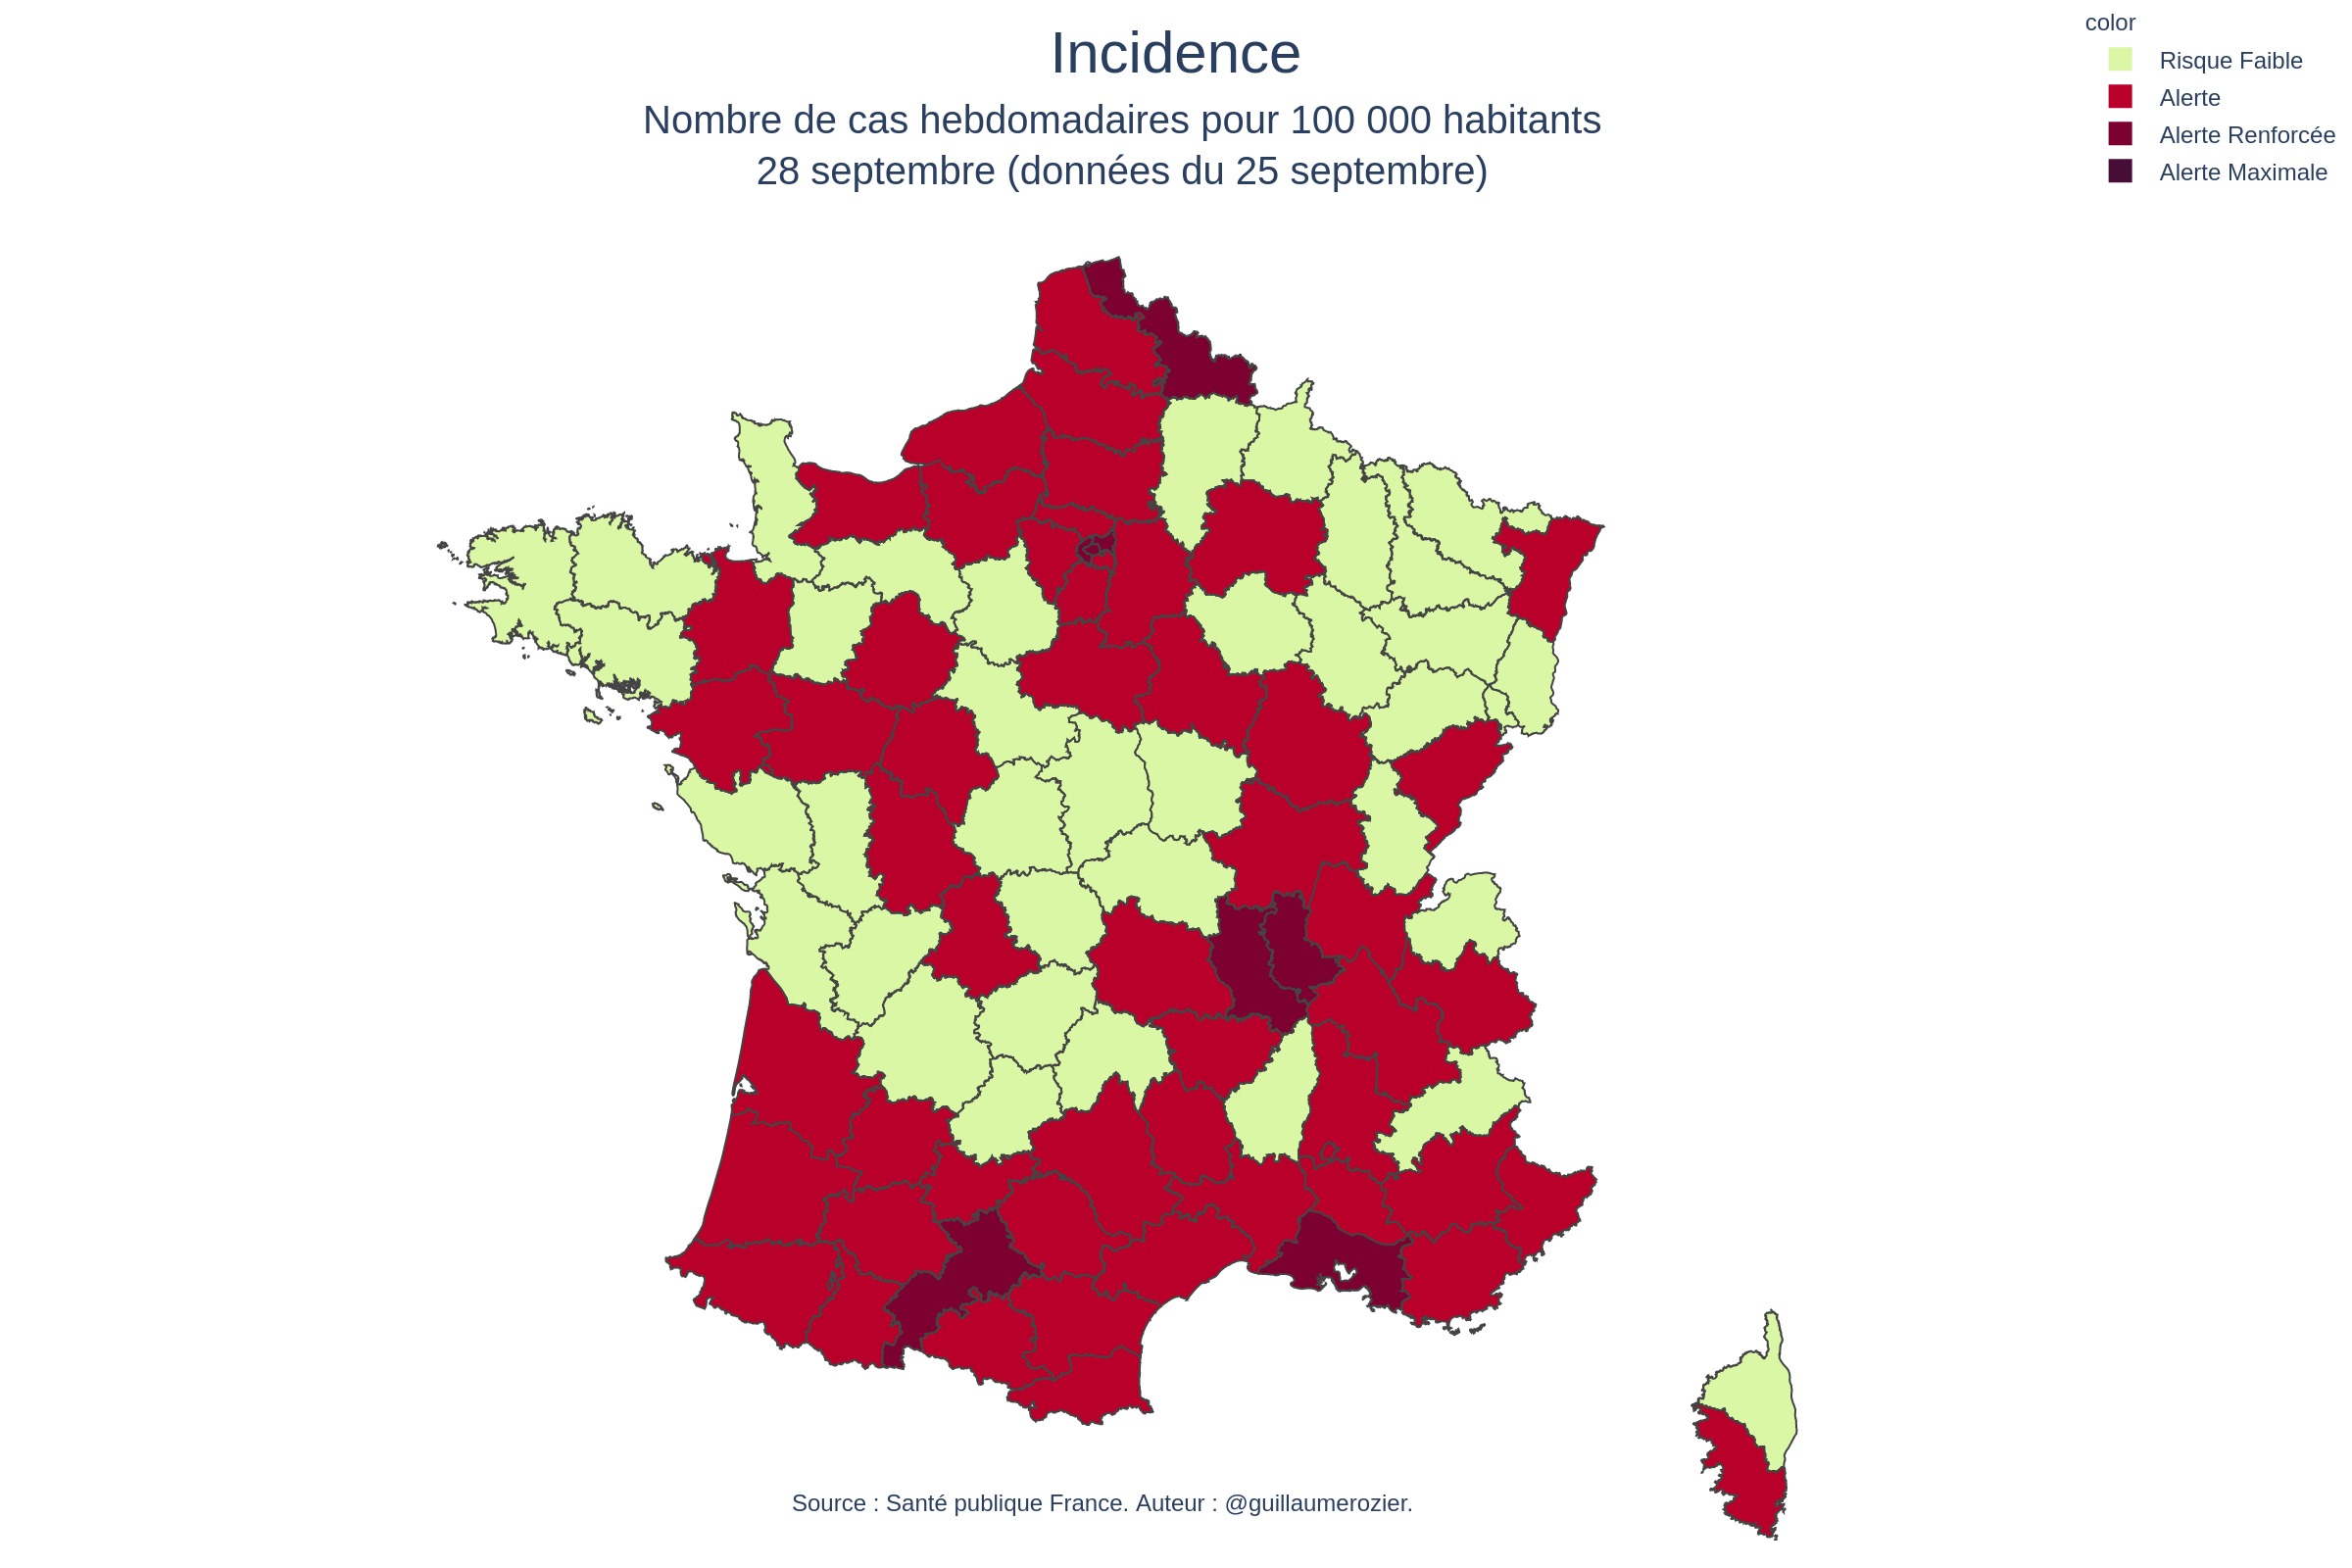 Incidence
Nombre de cas hebdomadaires pour 100 000 habitants
28 septembre (données du 25 septembre)
color
Risque Faible
Alerte
Alerte Renforcée
Alerte Maximale
Source : Santé publique France. Auteur : @guillaumerozier.